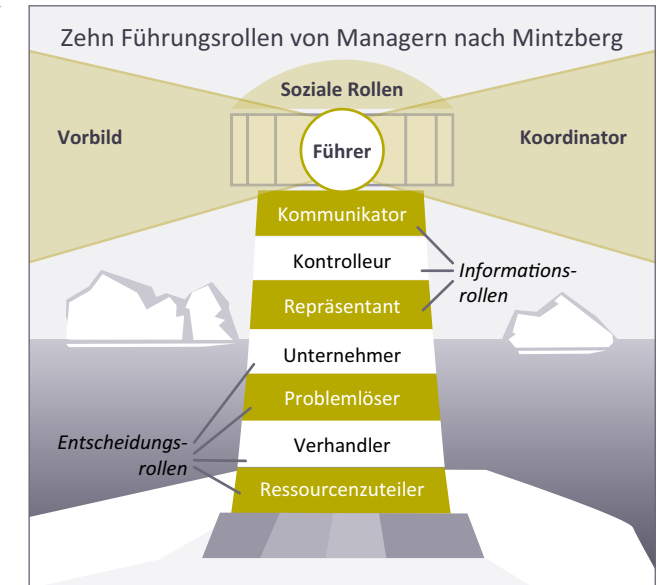 Zehn Führungsrollen von Managern nach Mintzberg
Soziale Rollen
Vorbild
Koordinator
Führer
Kommunikator
Kontrolleur
Informations-
rollen
Repräsentant
Unternehmer
Problemlöser
Entscheidungs-
rollen
Verhandler
Ressourcenzuteiler